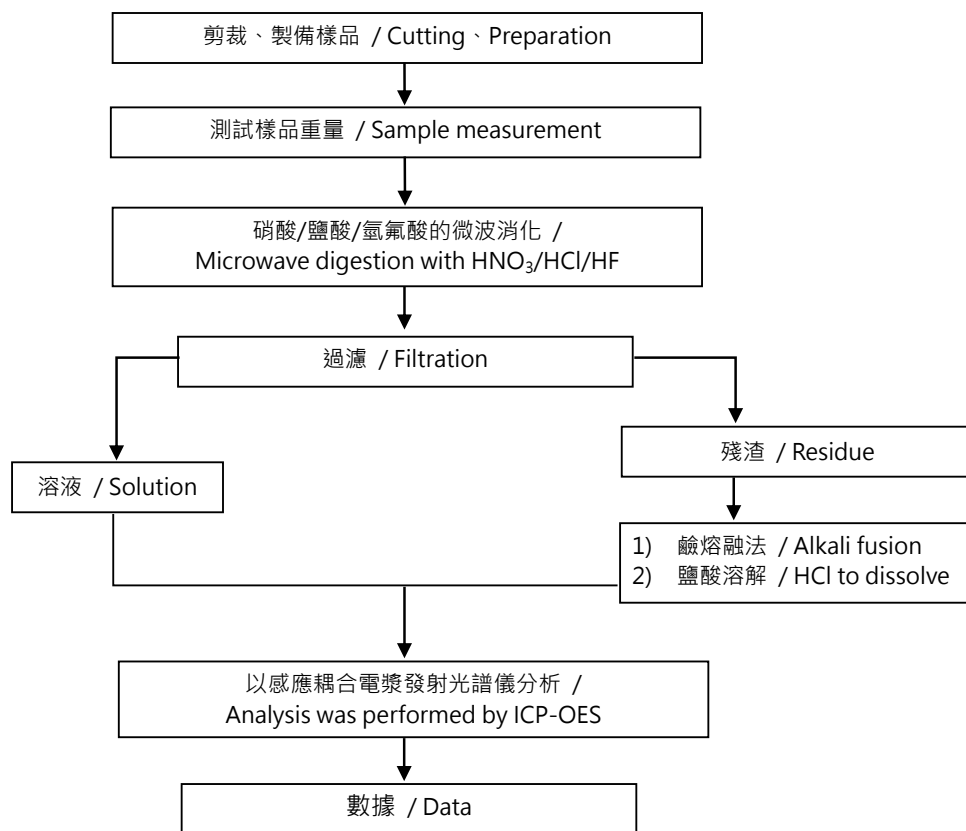 剪裁、製備樣品 / Cutting、Preparation
測試樣品重量 / Sample measurement
硝酸/鹽酸/氫氟酸的微波消化 /
Microwave digestion with HNO₃/HCl/HF
過濾 / Filtration
溶液 / Solution
殘渣 / Residue
1) 鹼熔融法 / Alkali fusion
2) 鹽酸溶解 / HCl to dissolve
以感應耦合電漿發射光譜儀分析 /
Analysis was performed by ICP-OES
數據 / Data